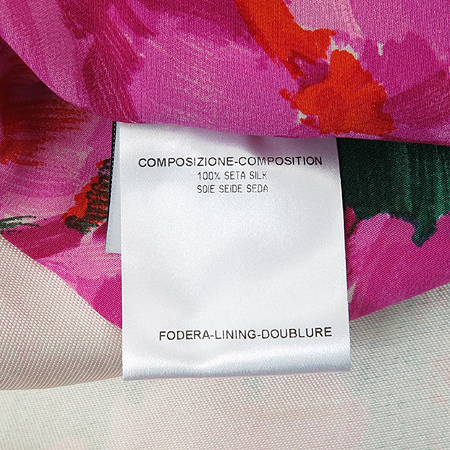 COMPOSIZIONE-COMPOSITION
100% SETA SILK
SOIE SEIDE SEDA
FODERA-LINING-DOUBLURE